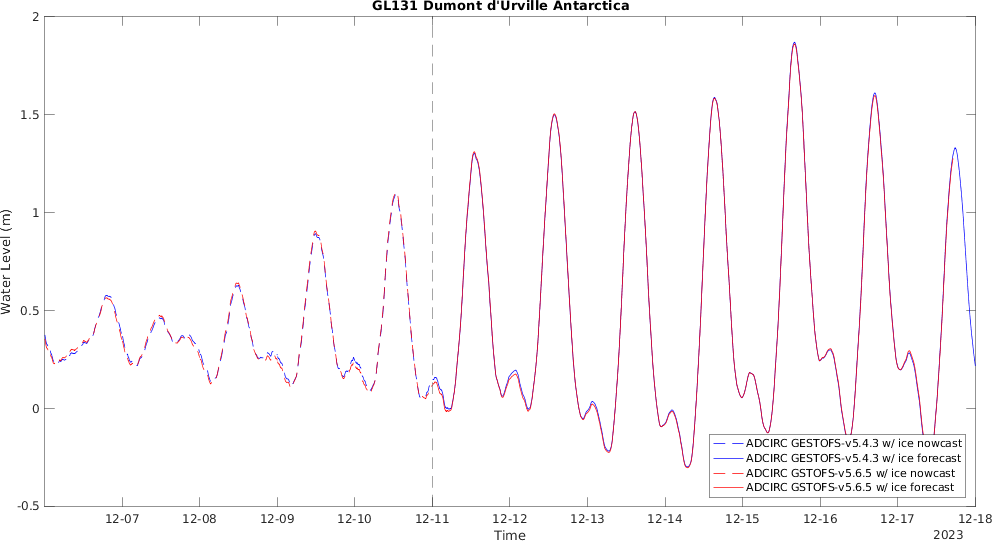 GL131 Dumont d'Urville Antarctica
2
1.5
1
0.5
0
-0.5
Water Level (m)
ADCIRC GESTOFS-v5.4.3 w/ ice nowcast
ADCIRC GESTOFS-v5.4.3 w/ ice forecast
ADCIRC GSTOFS-v5.6.5 w/ ice nowcast
ADCIRC GSTOFS-v5.6.5 w/ ice forecast
12-07 12-08 12-09 12-10 12-11 12-12 12-13 12-14 12-15 12-16 12-17 12-18
Time
2023